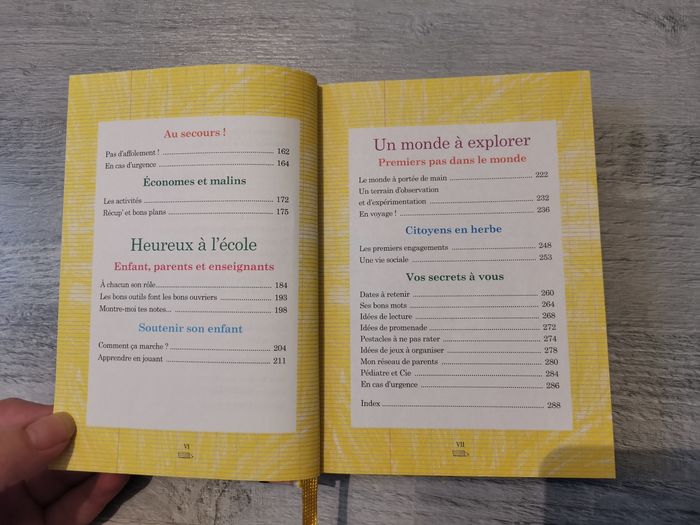 Au secours !
Pas d'affolement ! 162
En cas d'urgence 164
Économes et malins
Les activités 172
Récup' et bons plans 175
Heureux à l'école
Enfant, parents et enseignants
À chacun son rôle 184
Les bons outils font les bons ouvriers 193
Montre-moi tes notes... 198
Soutenir son enfant
Comment ça marche ? 204
Apprendre en jouant 211
VI
Un monde à explorer
Premiers pas dans le monde
Le monde à portée de main 222
Un terrain d'observation
et d'expérimentation 232
En voyage ! 236
Citoyens en herbe
Les premiers engagements 248
Une vie sociale 253
Vos secrets à vous
Dates à retenir 260
Ses bons mots 264
Idées de lecture 268
Idées de promenade 272
Pestacles à ne pas rater 274
Idées de jeux à organiser 278
Mon réseau de parents 280
Pédiatre et Cie 284
En cas d'urgence 286
Index 288
VII